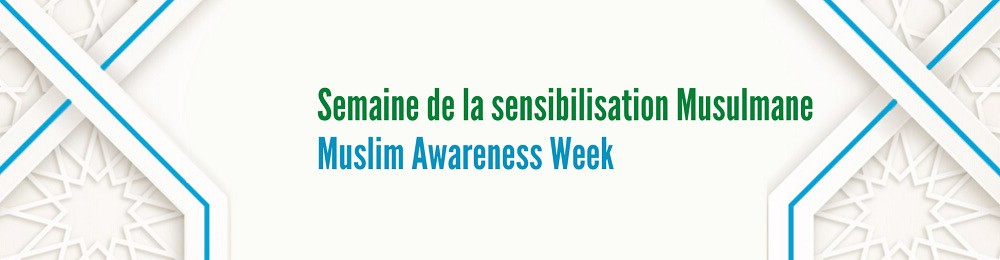 Semaine de la sensibilisation Musulmane
Muslim Awareness Week